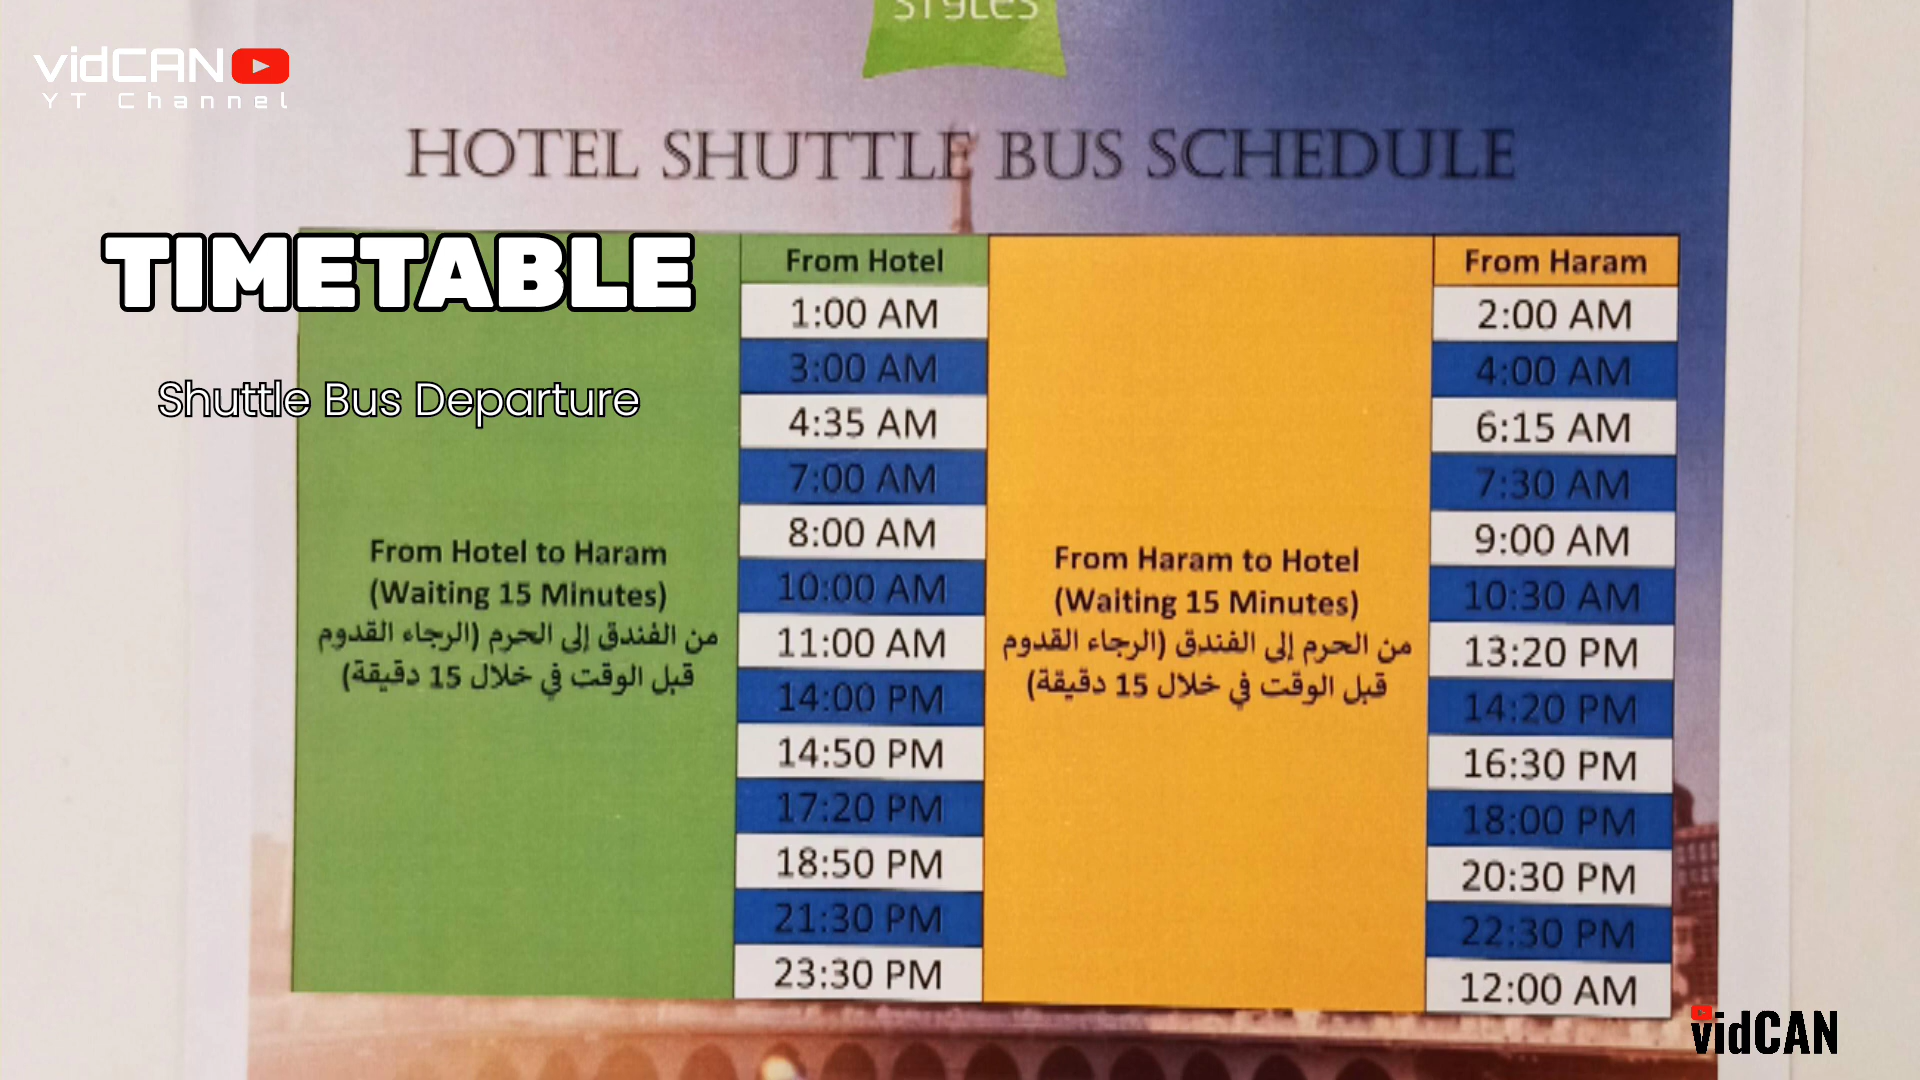 styles
vidCAN
YT Channel
HOTEL SHUTTLE BUS SCHEDULE
TIMETABLE
Shuttle Bus Departure
From Hotel to Haram
(Waiting 15 Minutes)
من الفندق إلى الحرم (الرجاء القدوم
قبل الوقت في خلال 15 دقيقة)
From Hotel
1:00 AM
3:00 AM
4:35 AM
7:00 AM
8:00 AM
10:00 AM
11:00 AM
14:00 PM
14:50 PM
17:20 PM
18:50 PM
21:30 PM
23:30 PM
From Haram to Hotel
(Waiting 15 Minutes)
من الحرم إلى الفندق (الرجاء القدوم
قبل الوقت في خلال 15 دقيقة)
From Haram
2:00 AM
4:00 AM
6:15 AM
7:30 AM
9:00 AM
10:30 AM
13:20 PM
14:20 PM
16:30 PM
18:00 PM
20:30 PM
22:30 PM
12:00 AM
vidCAN